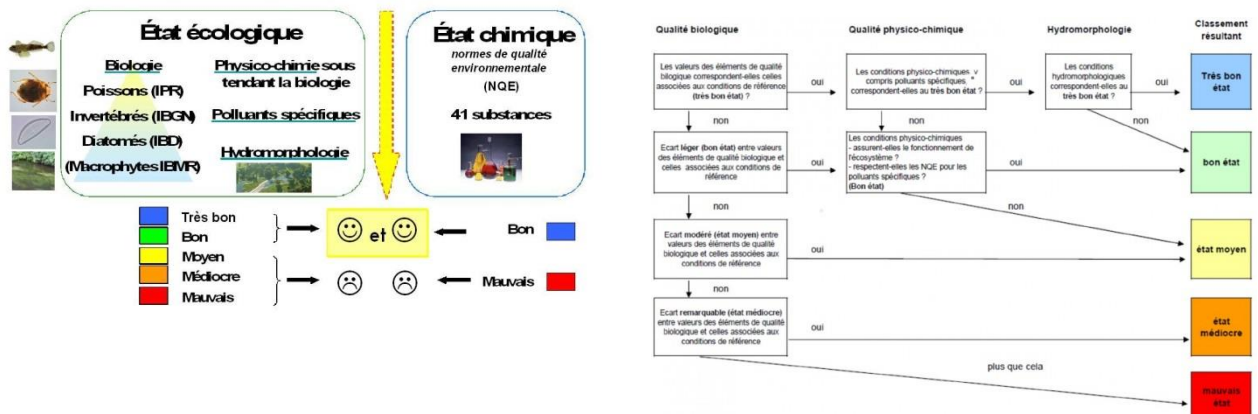 État écologique
Biologie
Poissons (IPR)
Invertébrés (IBGN)
Diatomés (IBD)
(Macrophytes IBMR)
Physico-chimie sous
tendant la biologie
Polluants spécifiques
Hydromorphologie
État chimique
normes de qualité
environnementale
(NQE)
41 substances
Très bon
Bon
Moyen
Médiocre
Mauvais
et
Bon
Mauvais
Qualité biologique
Qualité physico-chimique
Hydromorphologie
Classement
résultant
Les valeurs des éléments de qualité
bilogique correspondent-elles celles
associées aux conditions de référence
(très bon état) ?
oui
Les conditions physico-chimiques y
compris poluants spécifiques,
correspondent-elles au très bon état ?
oui
Les conditions
hydromorphologiques
correspondent-elles au
très bon état ?
oui
Très bon
état
non
non
non
Ecart léger (bon état) entre valeurs
des éléments de qualité biologique et
celles associées aux conditions de
référence
oui
Les conditions physico-chimiques
- assurent-elles le fonctionnement de
l'écosystème ?
- respectent-elles les NQE pour les
polluants spécifiques ?
(Bon état)
oui
bon état
non
non
Ecart modéré (état moyen) entre
valeurs des éléments de qualité
biologique et celles associées aux
conditions de référence
oui
état moyen
non
Ecart remarquable (état médiocre)
entre valeurs des éléments de qualité
biologique et celles associées aux
conditions de référence
oui
état
médiocre
plus que cela
mauvais
état